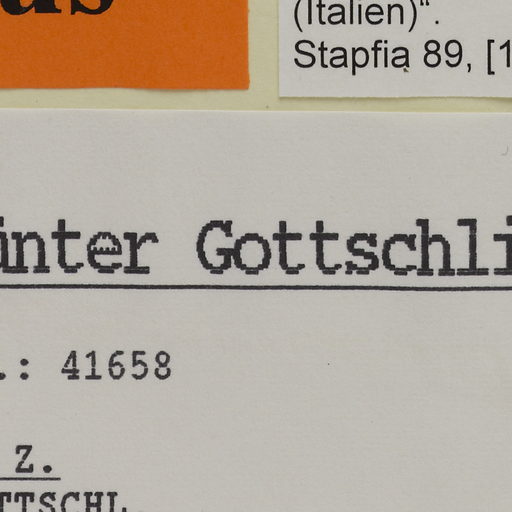 (Italien)“.
Stapfia 89, [1
ünter Gottschli
.: 41658
Z.
TTSCHL